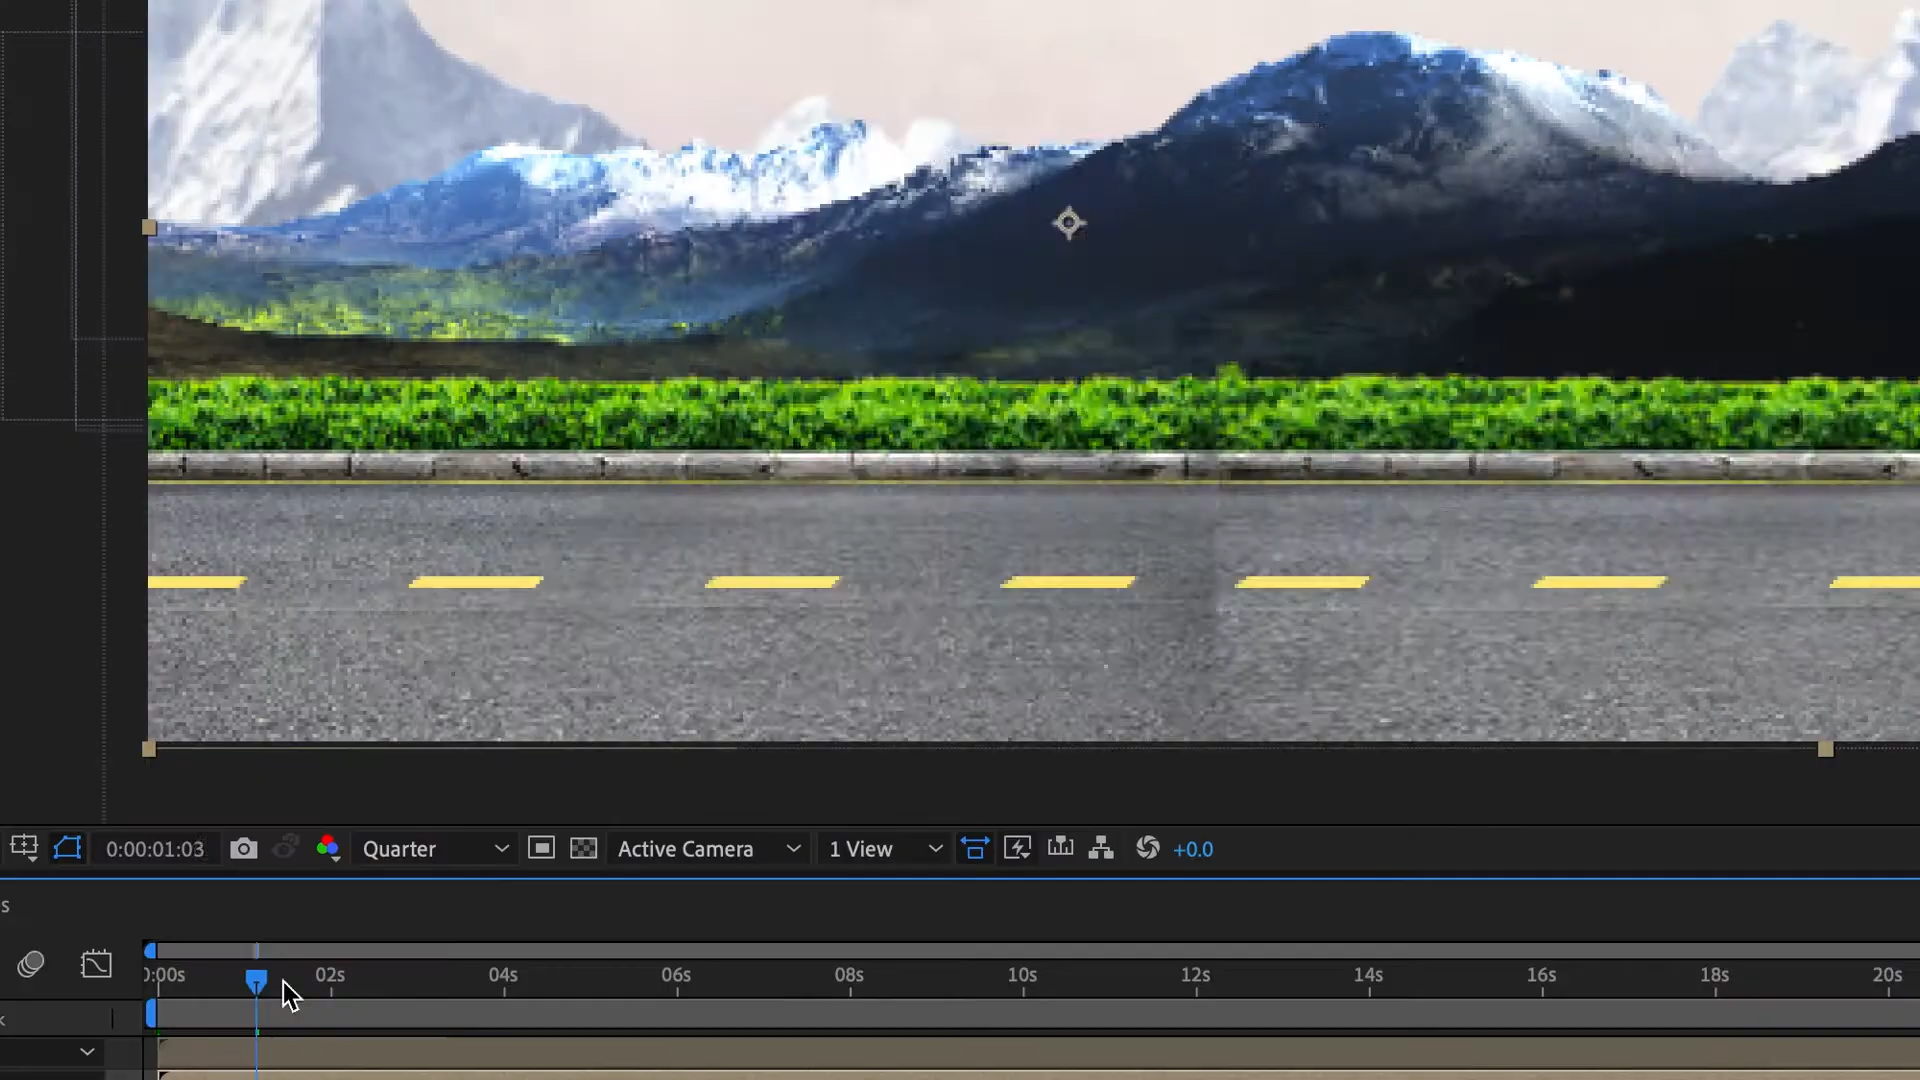 0:00:01:03 Quarter Active Camera 1 View +0.0
s
0:00s 02s 04s 06s 08s 10s 12s 14s 16s 18s 20s